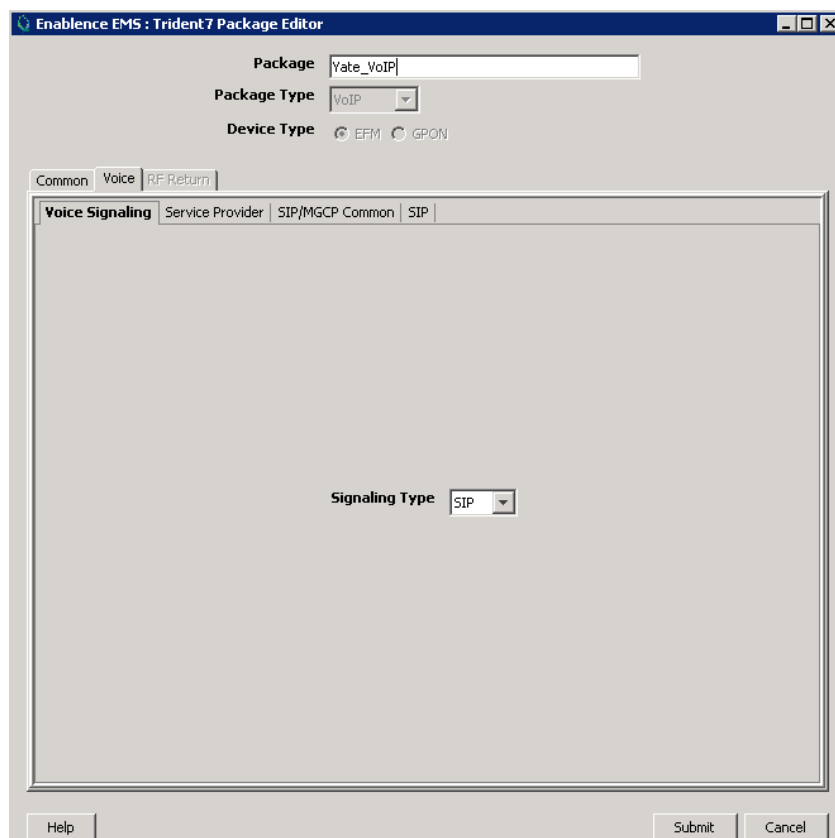 Enablence EMS : Trident7 Package Editor
Package Yate_VoIP
Package Type VoIP
Device Type EFM GPON
Common Voice RF Return
Voice Signaling Service Provider SIP/MGCP Common SIP
Signaling Type SIP
Help Submit Cancel